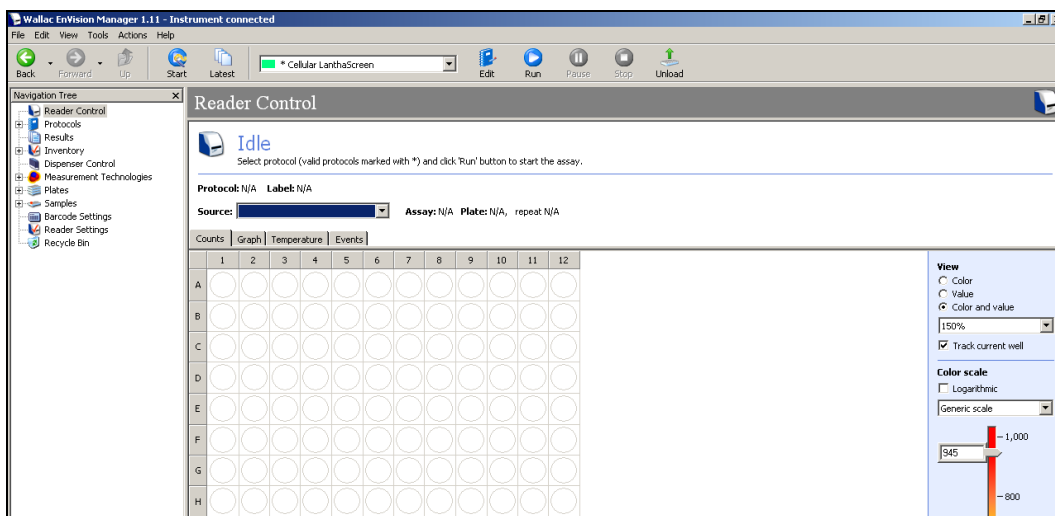 Wallac EnVision Manager 1.11 - Instrument connected
File Edit View Tools Actions Help
Back Forward Up Start Latest * Cellular LanthaScreen Edit Run Pause Stop Unload
Navigation Tree
Reader Control
Protocols
Results
Inventory
Dispenser Control
Measurement Technologies
Plates
Samples
Barcode Settings
Reader Settings
Recycle Bin
Reader Control
Idle
Select protocol (valid protocols marked with *) and click 'Run' button to start the assay.
Protocol: N/A Label: N/A
Source: Assay: N/A Plate: N/A, repeat N/A
Counts Graph Temperature Events
1 2 3 4 5 6 7 8 9 10 11 12
A
B
C
D
E
F
G
H
View
Color
Value
Color and value
150%
Track current well
Color scale
Logarithmic
Generic scale
1,000
945
800